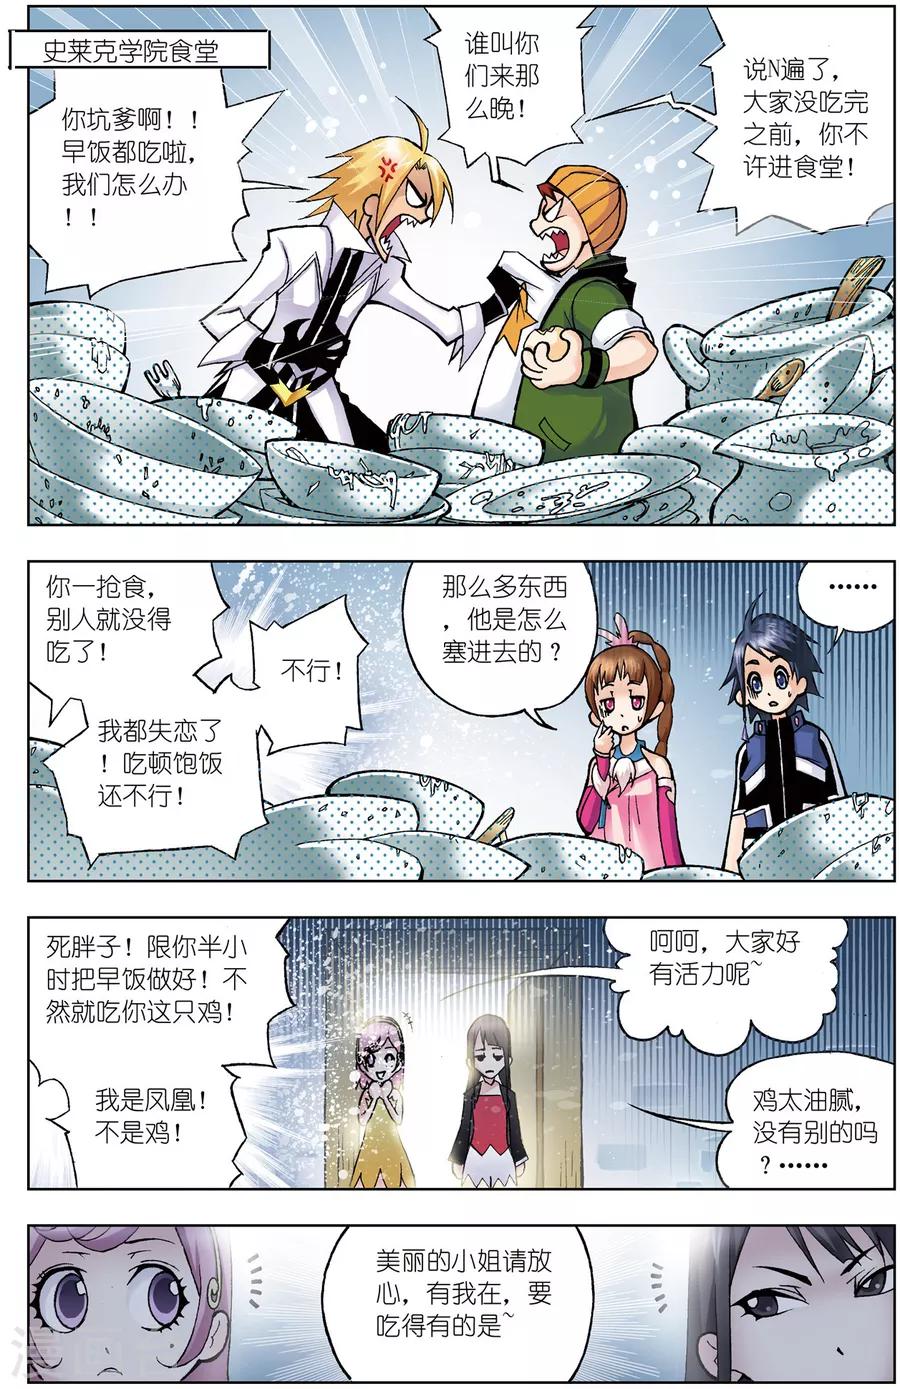 史莱克学院食堂
你坑爹啊！！
早饭都吃啦，
我们怎么办
！！
谁叫你
们来那
么晚！
说N遍了，
大家没吃完
之前，你不
许进食堂！
你一抢食，
别人就没得
吃了！
不行！
我都失恋了
！吃顿饱饭
还不行！
那么多东西
，他是怎么
塞进去的？
……
死胖子！限你半小
时把早饭做好！不
然就吃你这只鸡！
我是凤凰！
不是鸡！
呵呵，大家好
有活力呢~
鸡太油腻，
没有别的吗
？……
美丽的小姐请放
心，有我在，要
吃得有的是~